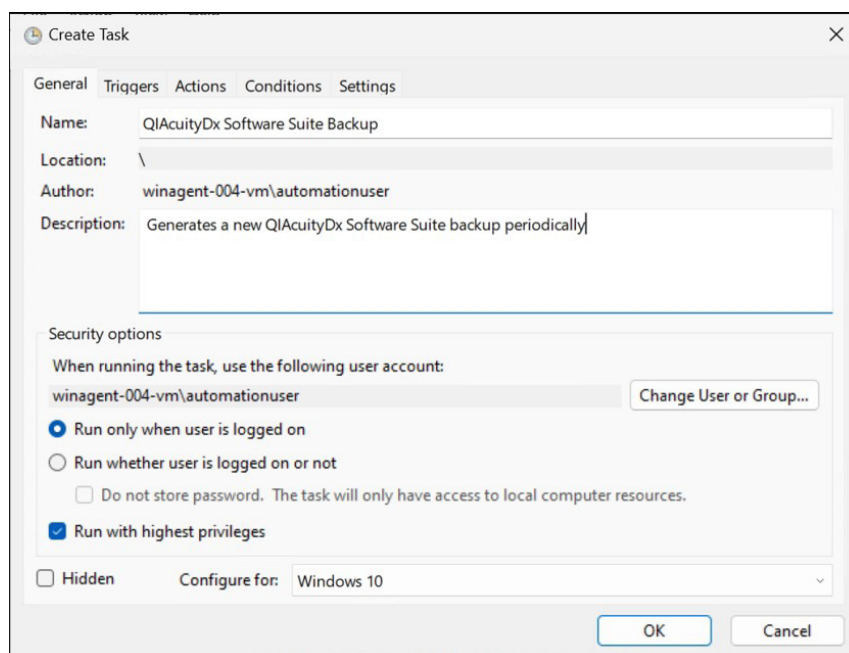 Create Task
General Triggers Actions Conditions Settings
Name: QIAcuityDx Software Suite Backup
Location: \
Author: winagent-004-vm\automationuser
Description: Generates a new QIAcuityDx Software Suite backup periodically
Security options
When running the task, use the following user account:
winagent-004-vm\automationuser Change User or Group...
Run only when user is logged on
Run whether user is logged on or not
Do not store password. The task will only have access to local computer resources.
Run with highest privileges
Hidden Configure for: Windows 10
OK Cancel